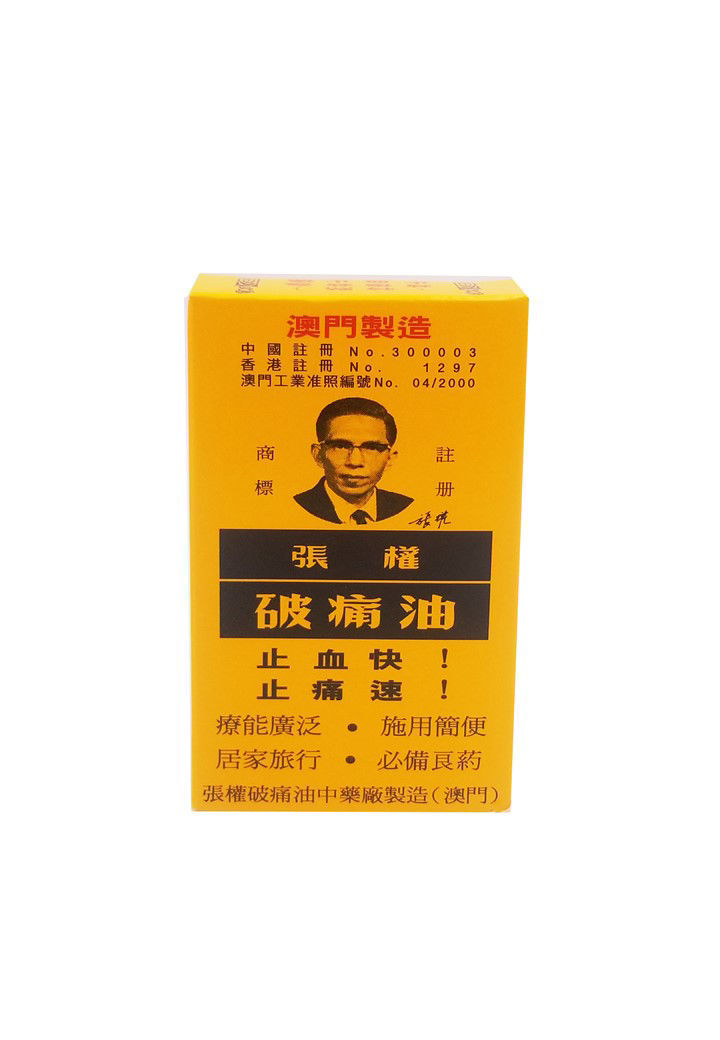 澳門製造
中國註冊 No.300003
香港註冊 No. 1297
澳門工業准照編號No. 04/2000
商標
註册
張權
破痛油
止血快!
止痛速!
療能廣泛 • 施用簡便
居家旅行 • 必備良葯
張權破痛油中藥廠製造(澳門)